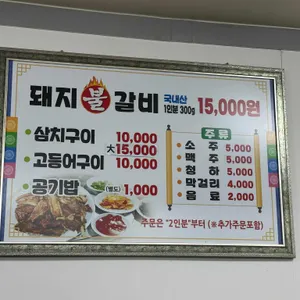 돼지불갈비 국내산 1인분 300g 15,000원
삼치구이 10,000
大15,000
고등어구이 10,000
공기밥 (별도) 1,000
주류
소주 5,000
맥주 5,000
청하 5,000
막걸리 4,000
음료 2,000
주문은 "2인분"부터 (※추가주문포함)